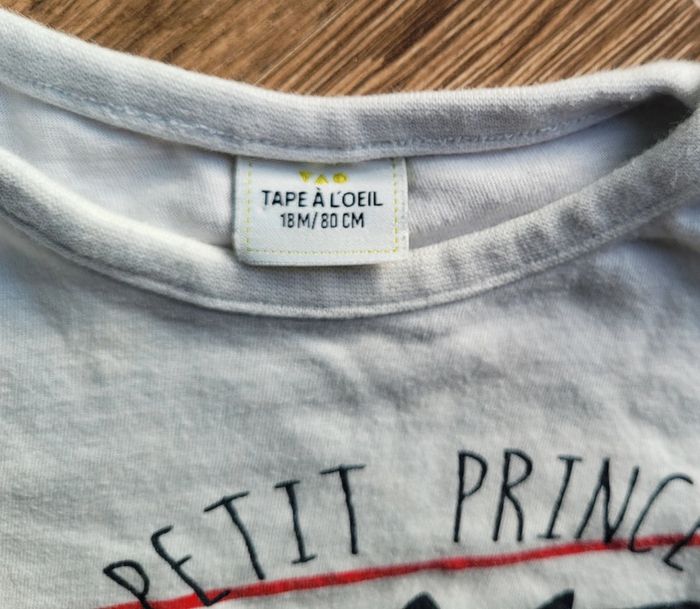 TAPE À L'OEIL
18M/80 CM
PETIT PRINC